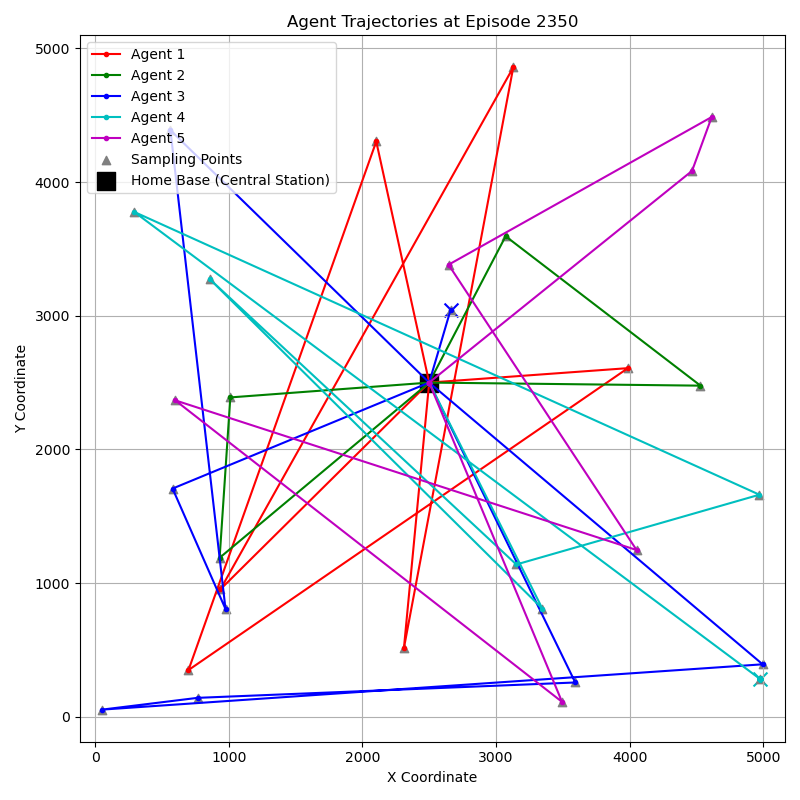 Agent Trajectories at Episode 2350
Agent 1
Agent 2
Agent 3
Agent 4
Agent 5
Sampling Points
Home Base (Central Station)
Y Coordinate
5000
4000
3000
2000
1000
0
0 1000 2000 3000 4000 5000
X Coordinate